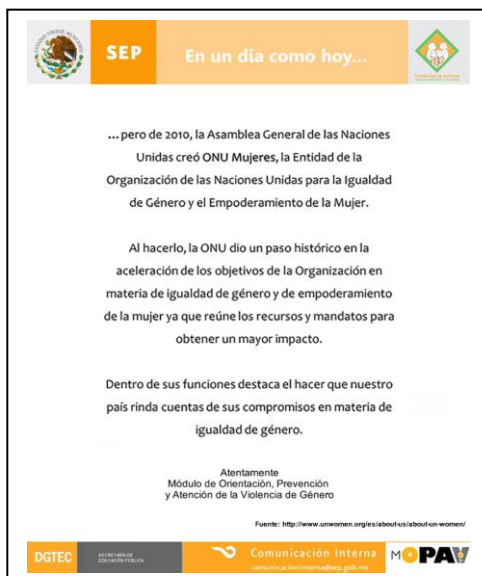 SEP
En un día como hoy...
... pero de 2010, la Asamblea General de las Naciones
Unidas creó ONU Mujeres, la Entidad de la
Organización de las Naciones Unidas para la Igualdad
de Género y el Empoderamiento de la Mujer.
Al hacerlo, la ONU dio un paso histórico en la
aceleración de los objetivos de la Organización en
materia de igualdad de género y de empoderamiento
de la mujer ya que reúne los recursos y mandatos para
obtener un mayor impacto.
Dentro de sus funciones destaca el hacer que nuestro
país rinda cuentas de sus compromisos en materia de
igualdad de género.
Atentamente
Módulo de Orientación, Prevención
y Atención de la Violencia de Género
Fuente: http://www.unwomen.org/es/about-us/about-un-women/
DGTEC
SECRETARÍA DE
EDUCACIÓN PÚBLICA
Comunicación Interna
comunicacioninterna@sep.gob.mx
MOPAV